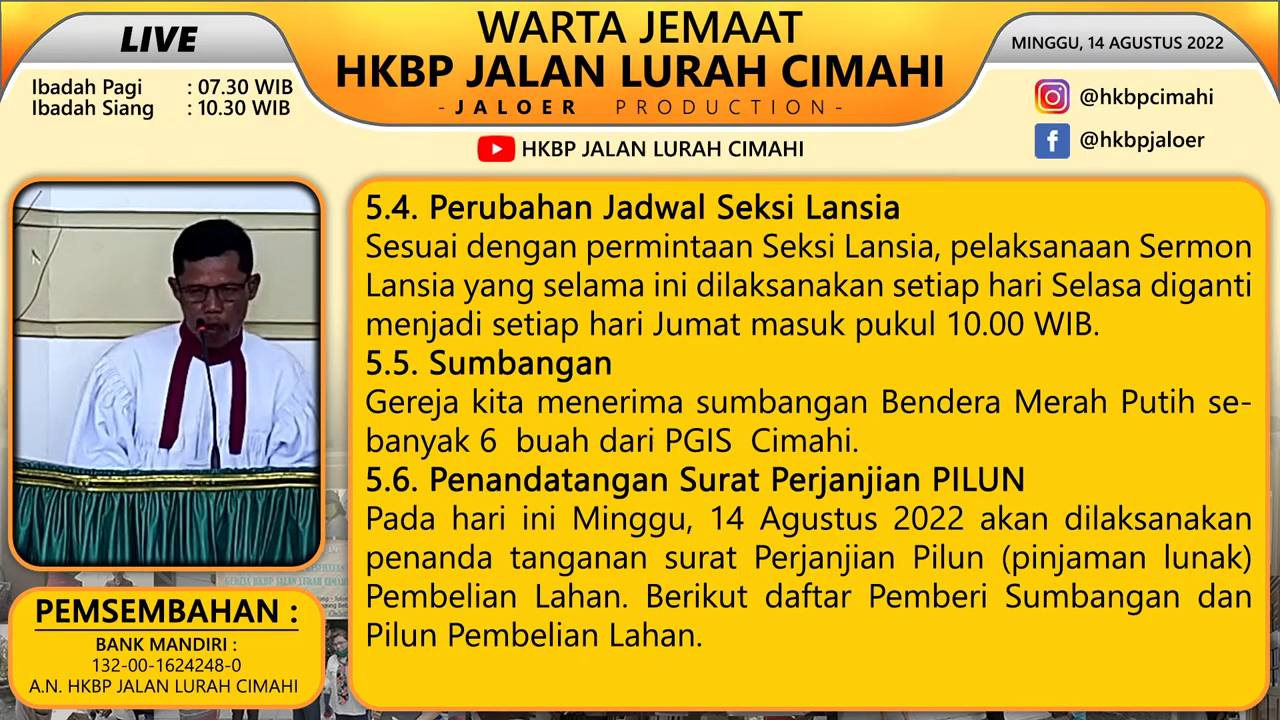 LIVE
WARTA JEMAAT
HKBP JALAN LURAH CIMAHI
- JALOER PRODUCTION -
MINGGU, 14 AGUSTUS 2022
Ibadah Pagi : 07.30 WIB
Ibadah Siang : 10.30 WIB
@hkbpcimahi
@hkbpjaloer
HKBP JALAN LURAH CIMAHI
5.4. Perubahan Jadwal Seksi Lansia
Sesuai dengan permintaan Seksi Lansia, pelaksanaan Sermon
Lansia yang selama ini dilaksanakan setiap hari Selasa diganti
menjadi setiap hari Jumat masuk pukul 10.00 WIB.
5.5. Sumbangan
Gereja kita menerima sumbangan Bendera Merah Putih se-
banyak 6 buah dari PGIS Cimahi.
5.6. Penandatangan Surat Perjanjian PILUN
Pada hari ini Minggu, 14 Agustus 2022 akan dilaksanakan
penanda tanganan surat Perjanjian Pilun (pinjaman lunak)
Pembelian Lahan. Berikut daftar Pemberi Sumbangan dan
Pilun Pembelian Lahan.
PEMSEMBAHAN :
BANK MANDIRI :
132-00-1624248-0
A.N. HKBP JALAN LURAH CIMAHI